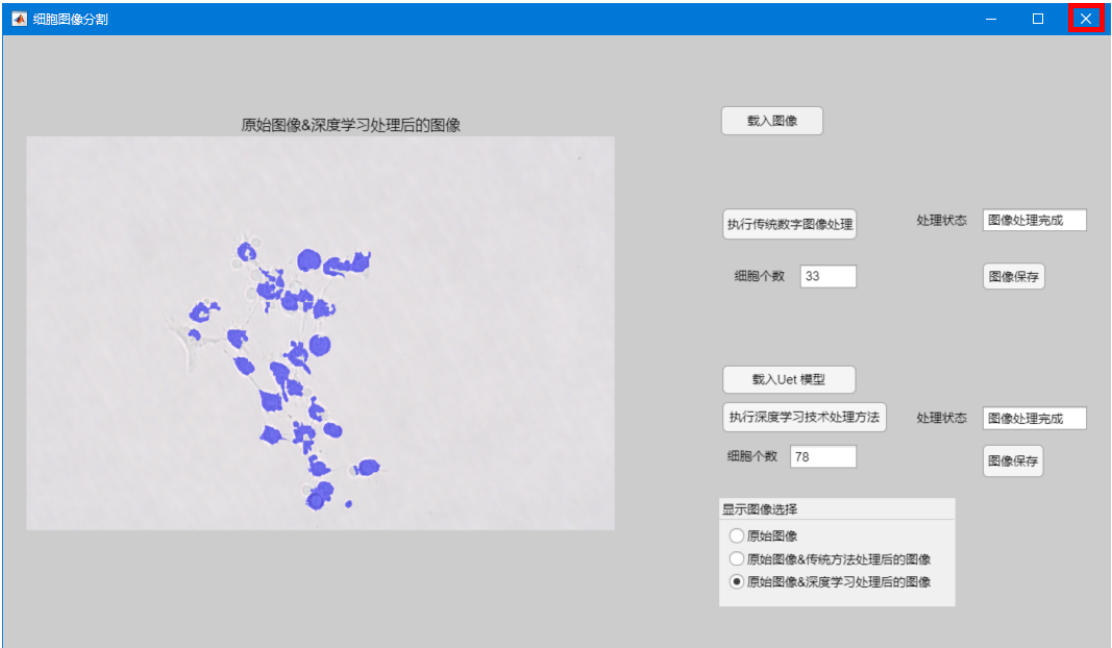 细胞图像分割
原始图像&深度学习处理后的图像
载入图像
执行传统数字图像处理
处理状态 图像处理完成
细胞个数 33
图像保存
载入Uet 模型
执行深度学习技术处理方法
处理状态 图像处理完成
细胞个数 78
图像保存
显示图像选择
原始图像
原始图像&传统方法处理后的图像
原始图像&深度学习处理后的图像